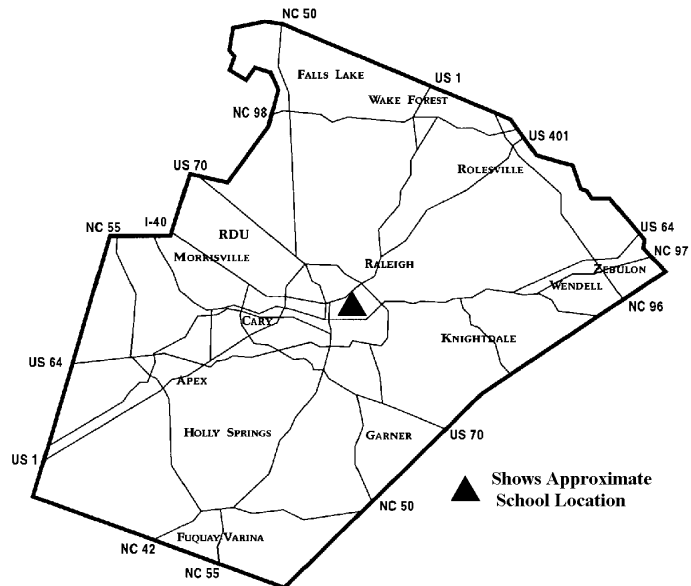 NC 50
FALLS LAKE
US 1
WAKE FOREST
NC 98
US 401
US 70
ROLESVILLE
NC 55
I-40
RDU
US 64
MORRISVILLE
RALEIGH
NC 97
ZEBULON
WENDELL
NC 96
CARY
KNIGHTDALE
US 64
APEX
HOLLY SPRINGS
GARNER
US 70
US 1
Shows Approximate
School Location
NC 50
FUQUAY VARINA
NC 42
NC 55